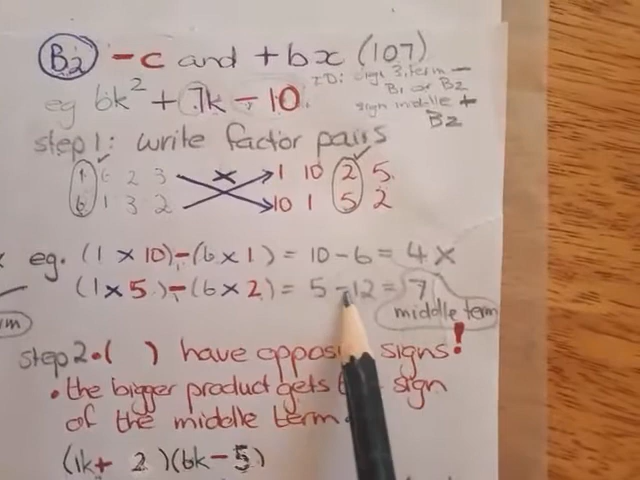 B2 -c and +bx (107)
ID: sign 3. term -
B1 or B2
eg 6k² + 7k - 10.
sign middle +
B2
step 1: write factor pairs
1 6 2 3 × 1 10 2 5.
6 1 3 2 10 1 5 2
eg. (1 × 10) - (6 × 1) = 10 - 6 = 4 x
(1 × 5) - (6 × 2) = 5 - 12 = 7
middle term
step 2 • ( ) have signs!
• the bigger product gets sign
of the middle term
(1k + 2)(6k - 5)